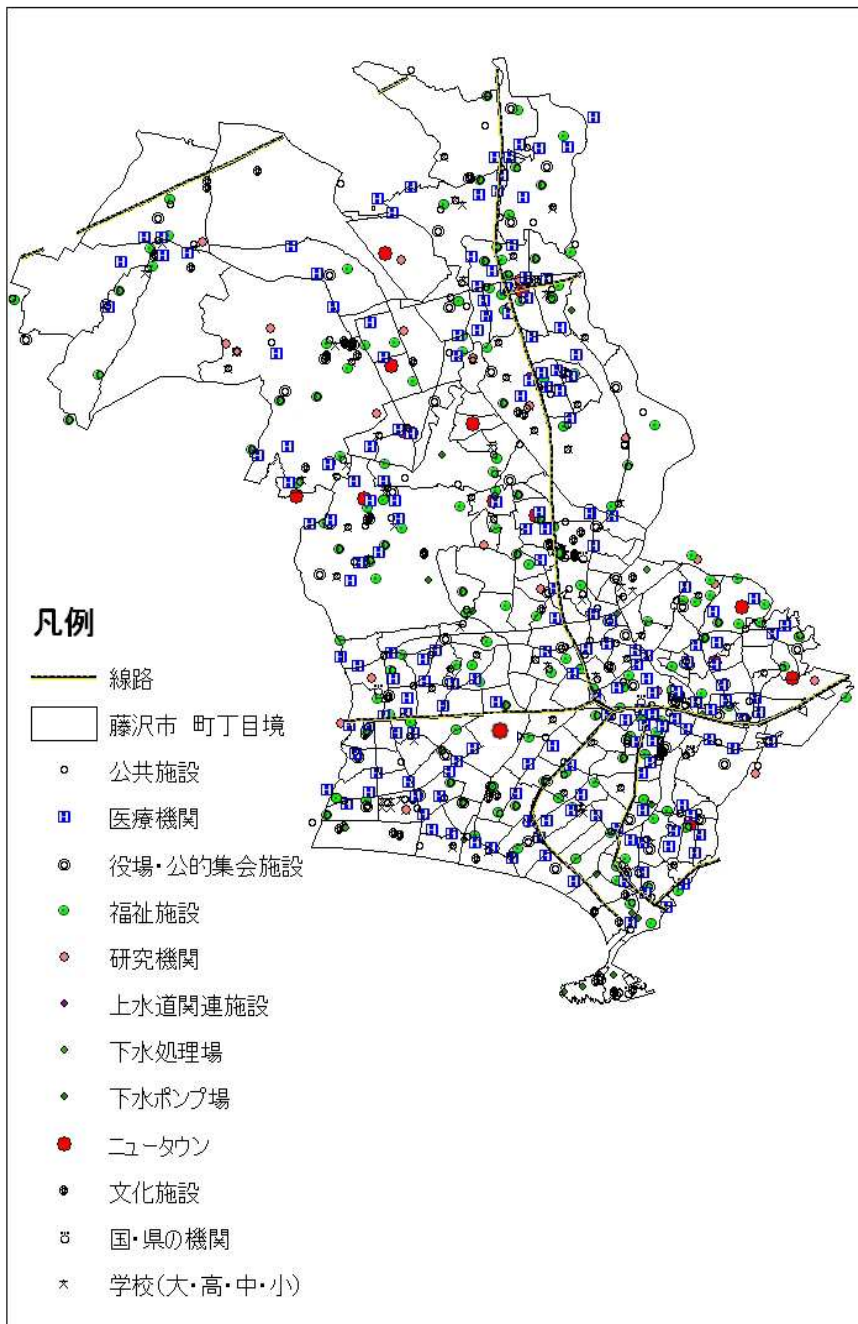 凡例
線路
藤沢市 町丁目境
公共施設
H 医療機関
役場・公的集会施設
福祉施設
研究機関
上水道関連施設
下水処理場
下水ポンプ場
ニュータウン
文化施設
国・県の機関
学校(大・高・中・小)